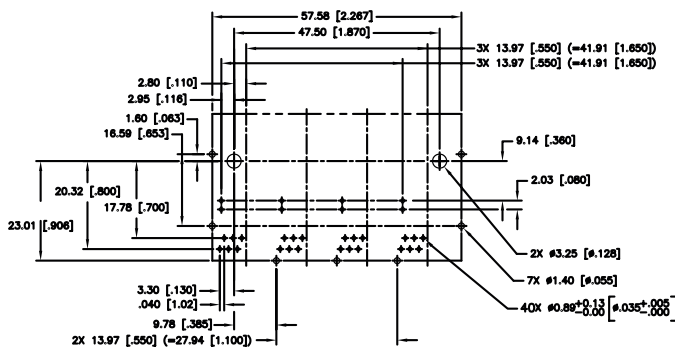 57.58 [2.267]
47.50 [1.870]
3X 13.97 [.550] (=41.91 [1.650])
3X 13.97 [.550] (=41.91 [1.650])
2.80 [.110]
2.95 [.116]
1.60 [.063]
16.59 [.653]
9.14 [.360]
2.03 [.080]
20.32 [.800]
17.78 [.700]
23.01 [.906]
2X ø3.25 [ø.128]
7X ø1.40 [ø.055]
3.30 [.130]
.040 [1.02]
40X ø0.89 +0.13 -0.00 [ø.035 +.005 -.000]
9.78 [.385]
2X 13.97 [.550] (=27.94 [1.100])